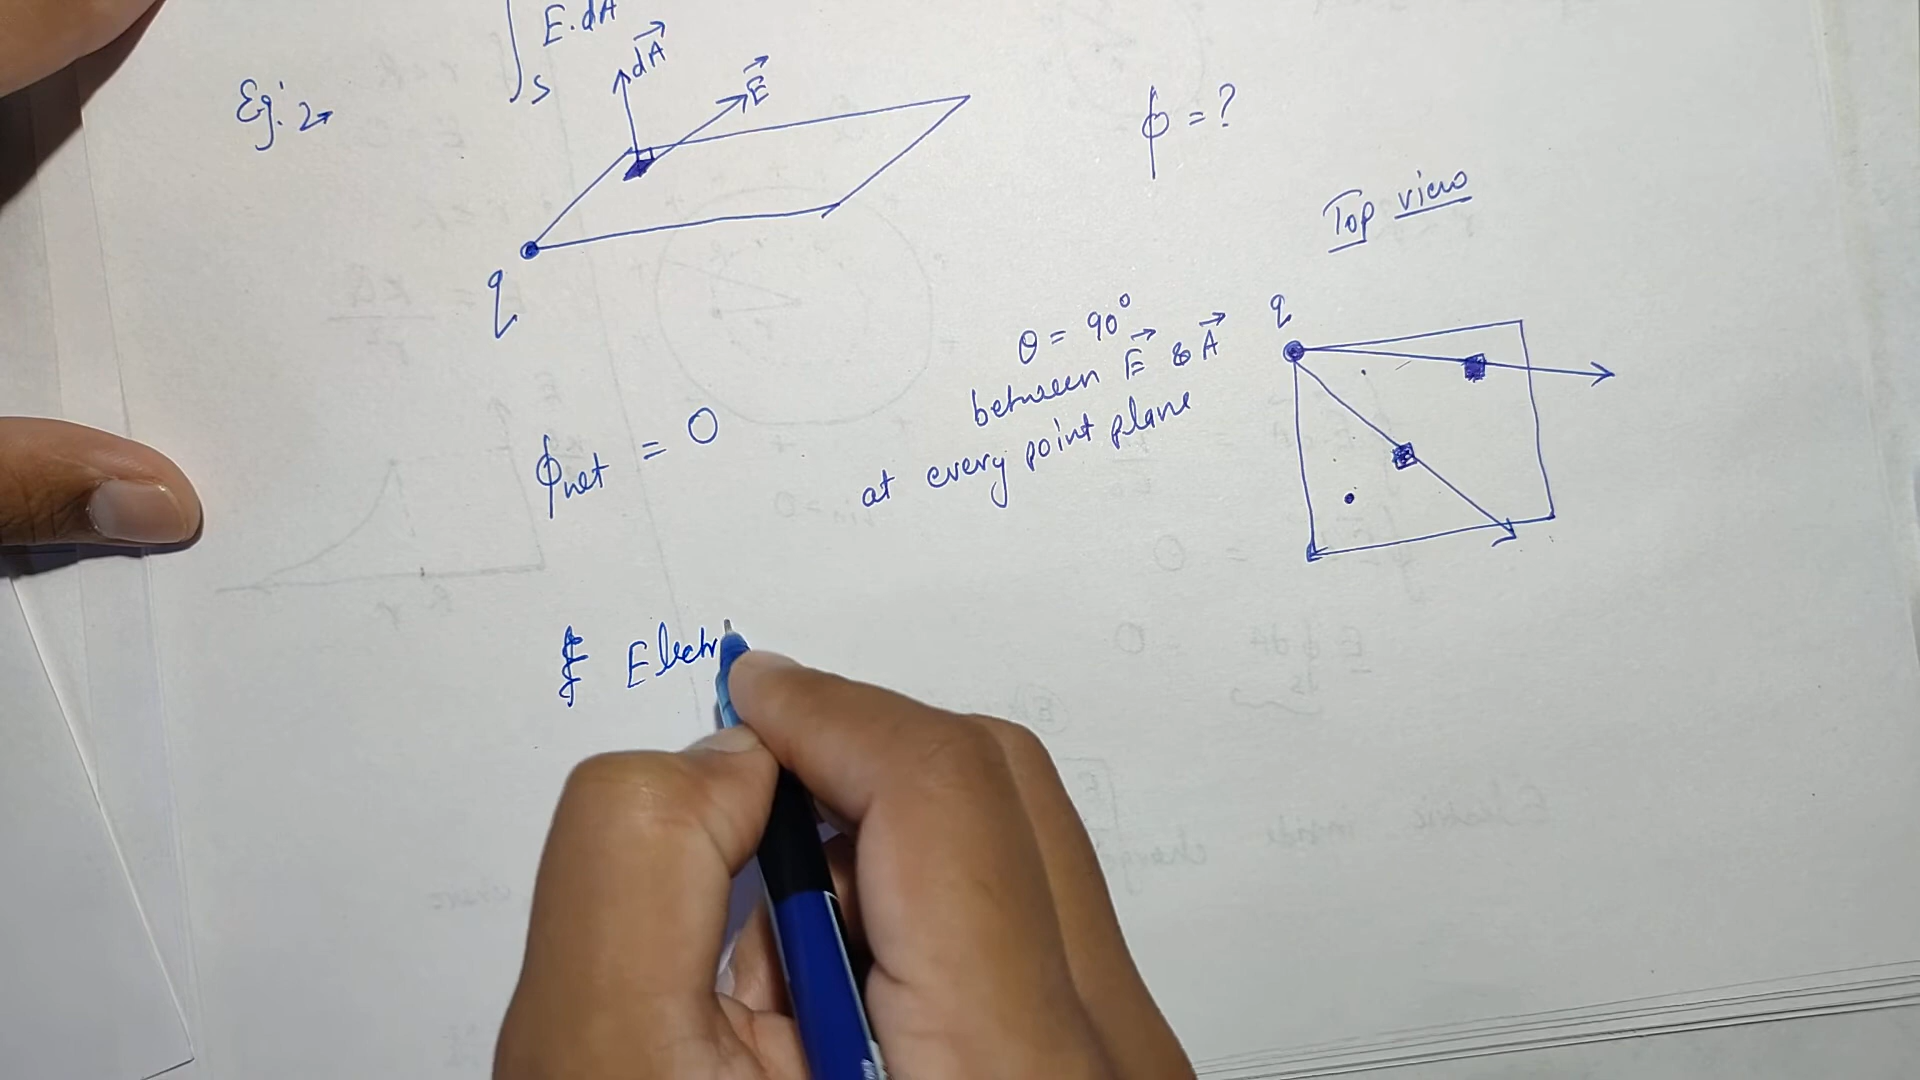 ∫S E.dA
Eg:2→
dA⃗
E⃗
q
ϕ = ?
Top view
q
θ = 90°
between E⃗ & A⃗
at every point plane
ϕnet = 0
# Electr